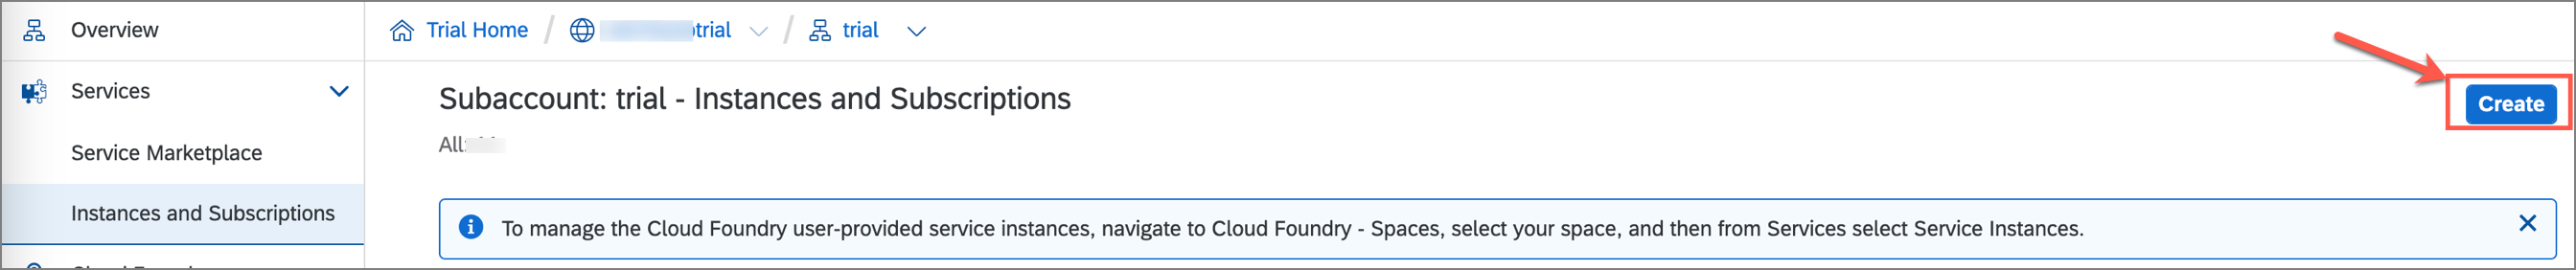 Overview
Trial Home / trial / trial
Services
Subaccount: trial - Instances and Subscriptions
Create
All:
Service Marketplace
Instances and Subscriptions
To manage the Cloud Foundry user-provided service instances, navigate to Cloud Foundry - Spaces, select your space, and then from Services select Service Instances.